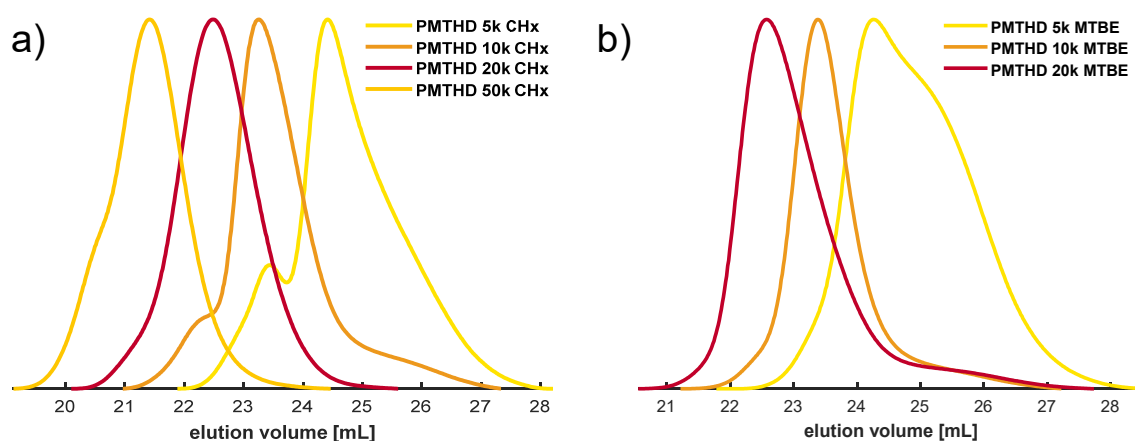 a)
PMTHD 5k CHx
PMTHD 10k CHx
PMTHD 20k CHx
PMTHD 50k CHx
20 21 22 23 24 25 26 27 28
elution volume [mL]
b)
PMTHD 5k MTBE
PMTHD 10k MTBE
PMTHD 20k MTBE
21 22 23 24 25 26 27 28
elution volume [mL]